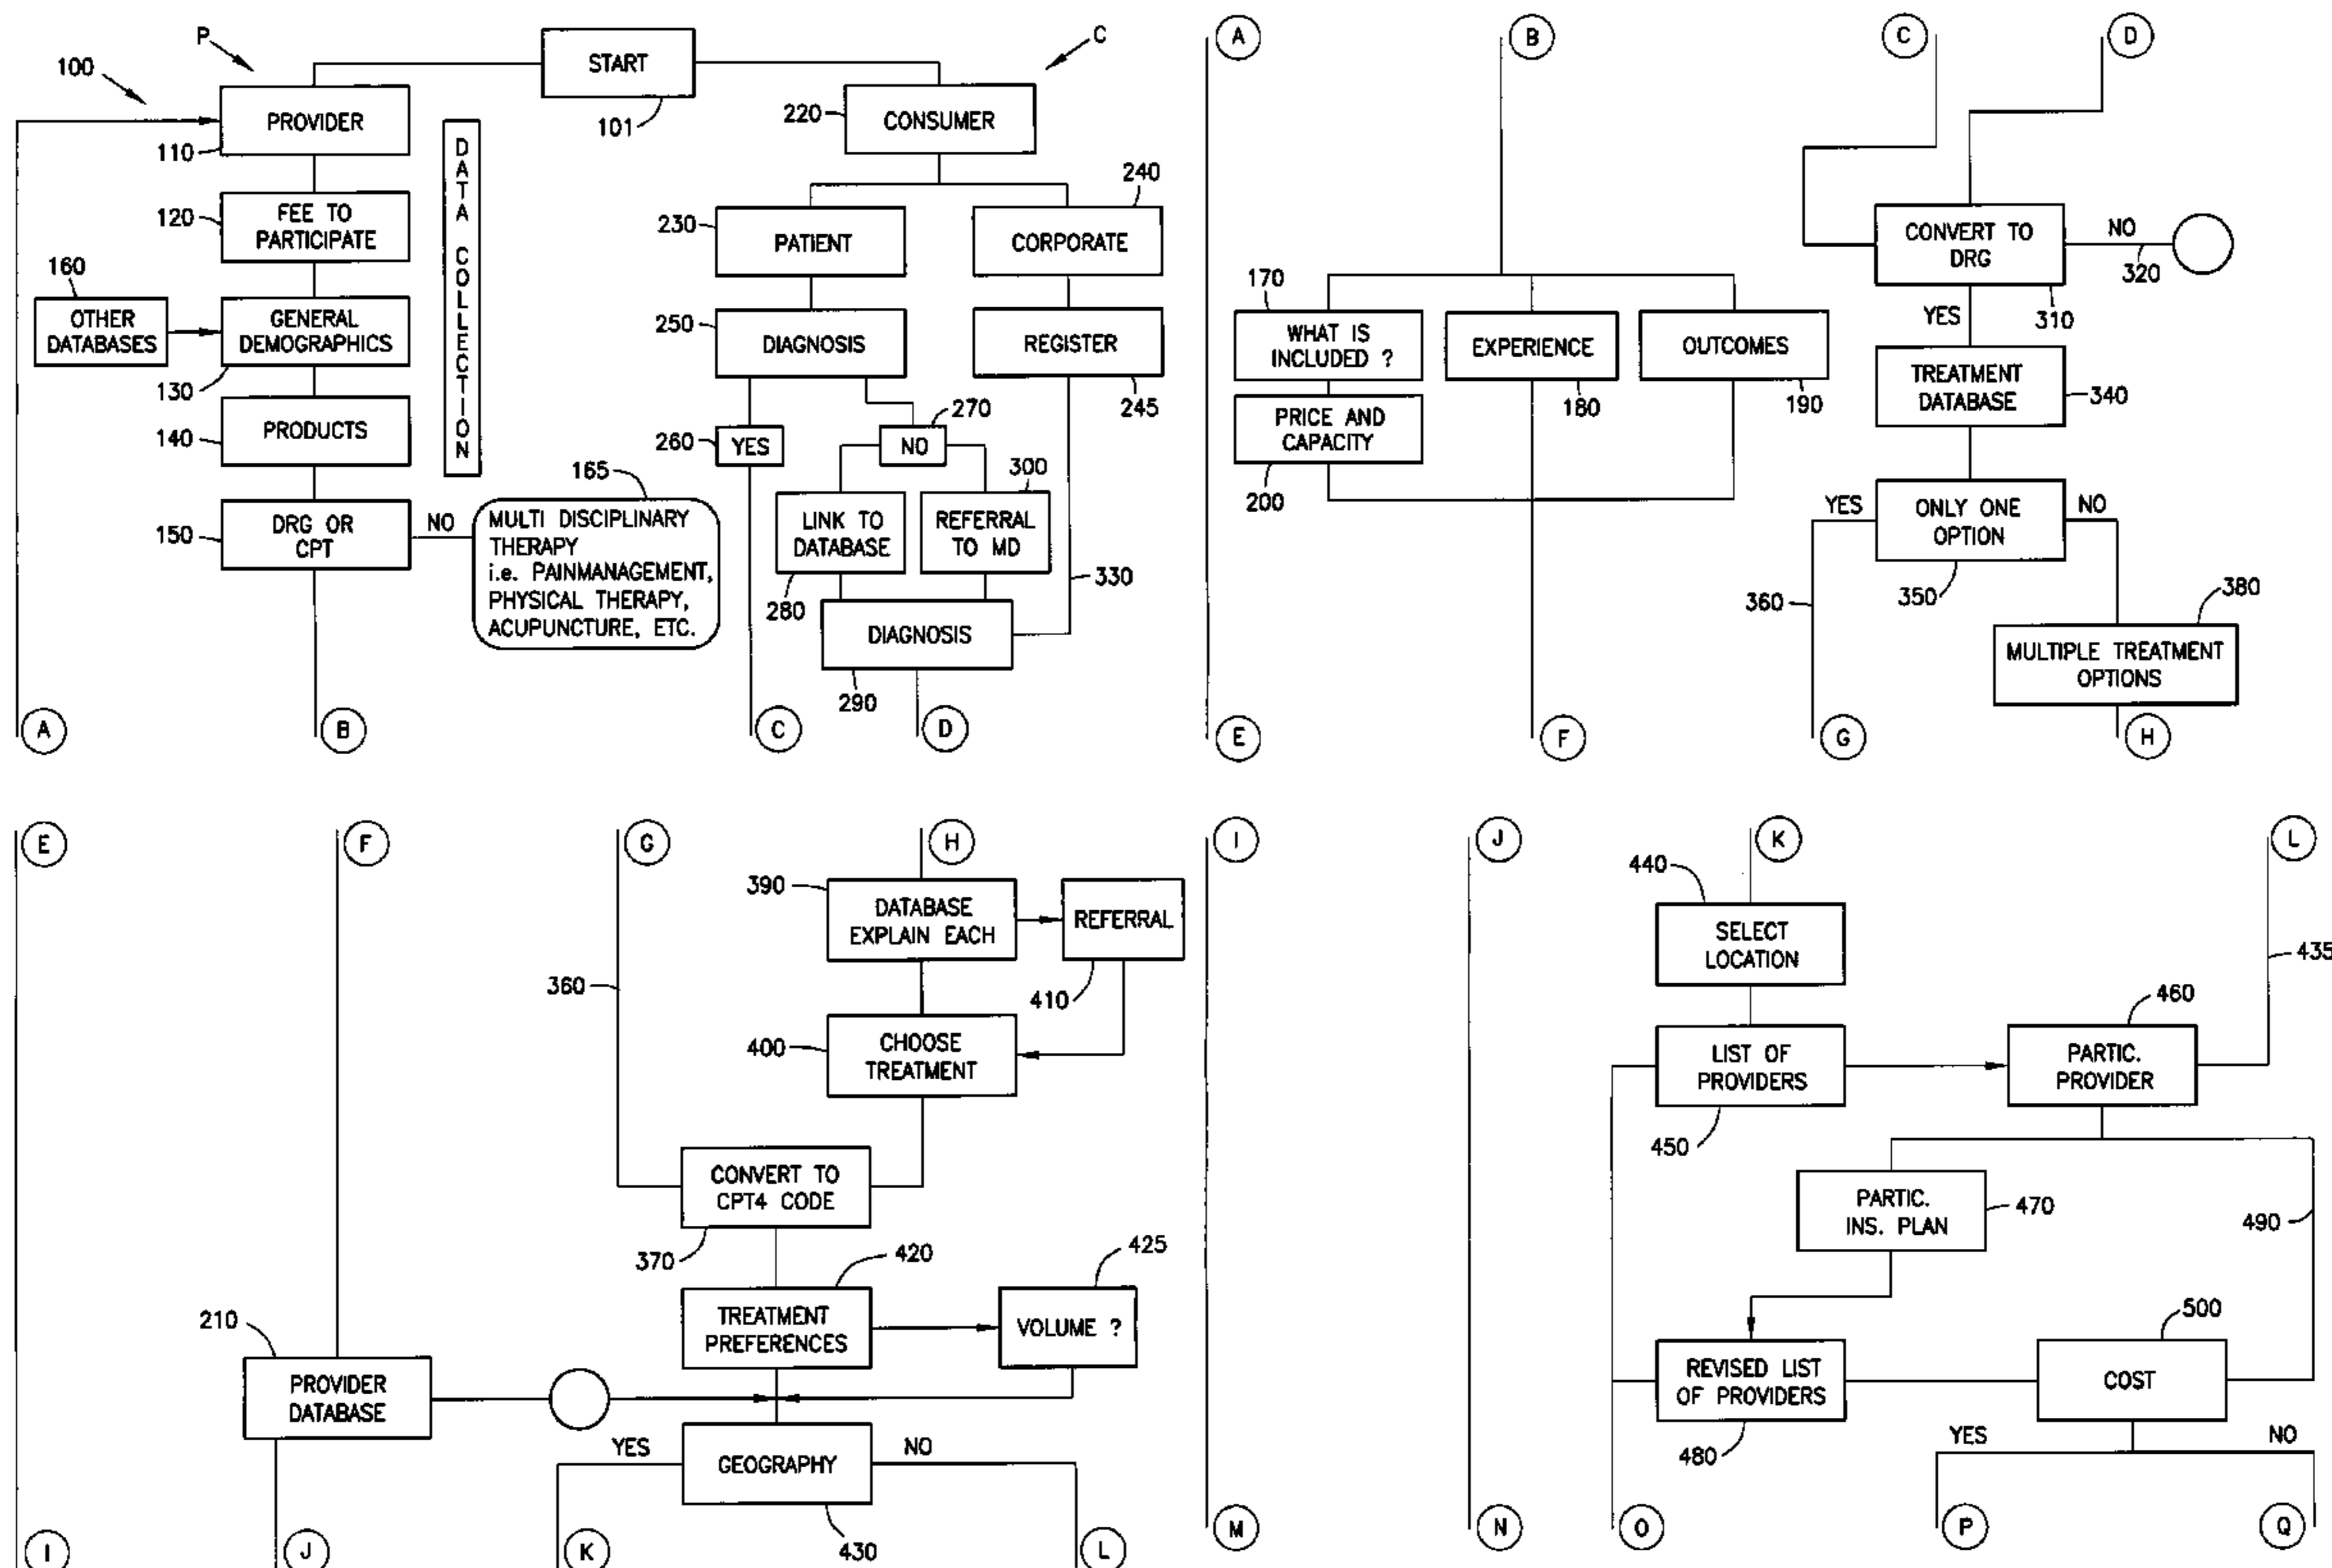 P
START
C
100
PROVIDER
110
101
220
CONSUMER
DATA COLLECTION
120
FEE TO
PARTICIPATE
230
PATIENT
240
CORPORATE
160
OTHER
DATABASES
GENERAL
DEMOGRAPHICS
130
250
DIAGNOSIS
REGISTER
245
140
PRODUCTS
260
YES
270
NO
150
DRG OR
CPT
NO
165
MULTI DISCIPLINARY
THERAPY
i.e. PAINMANAGEMENT,
PHYSICAL THERAPY,
ACUPUNCTURE, ETC.
LINK TO
DATABASE
280
300
REFERRAL
TO MD
330
DIAGNOSIS
290
A
B
C
D
A
B
C
D
CONVERT TO
DRG
NO
320
310
YES
170
WHAT IS
INCLUDED ?
EXPERIENCE
180
OUTCOMES
190
PRICE AND
CAPACITY
200
TREATMENT
DATABASE
340
YES
ONLY ONE
OPTION
NO
350
360
380
MULTIPLE TREATMENT
OPTIONS
E
F
G
H
E
F
G
H
390
DATABASE
EXPLAIN EACH
REFERRAL
410
360
400
CHOOSE
TREATMENT
CONVERT TO
CPT4 CODE
370
420
425
TREATMENT
PREFERENCES
VOLUME ?
210
PROVIDER
DATABASE
YES
GEOGRAPHY
NO
430
I
J
K
L
I
J
K
L
440
SELECT
LOCATION
435
LIST OF
PROVIDERS
450
460
PARTIC.
PROVIDER
PARTIC.
INS. PLAN
470
490
REVISED LIST
OF PROVIDERS
480
500
COST
YES
NO
M
N
O
P
Q